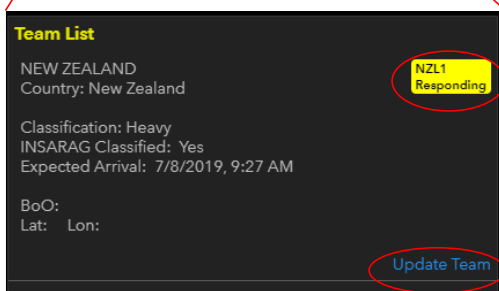 Team List
NEW ZEALAND
Country: New Zealand
NZL1
Responding
Classification: Heavy
INSARAG Classified: Yes
Expected Arrival: 7/8/2019, 9:27 AM
BoO:
Lat: Lon:
Update Team